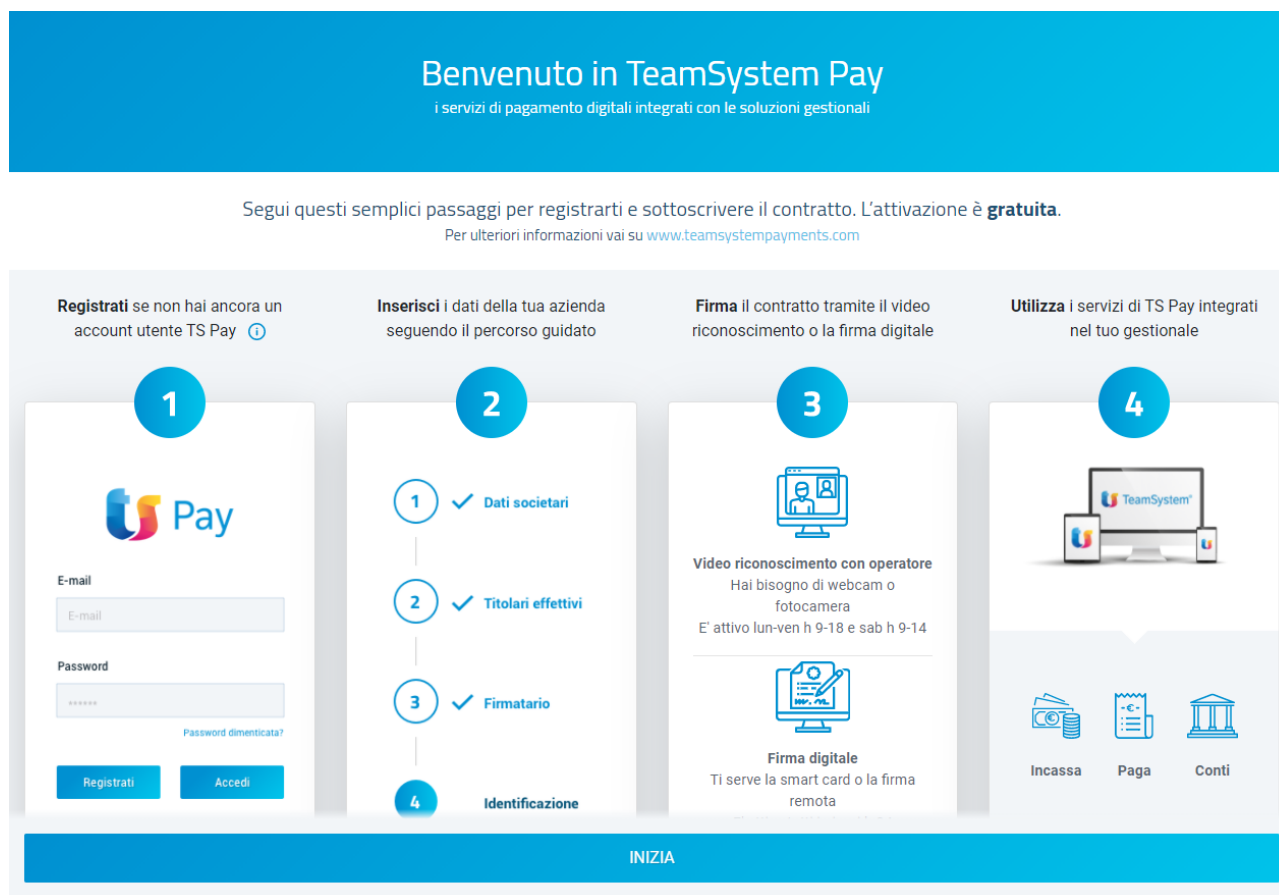 Benvenuto in TeamSystem Pay
i servizi di pagamento digitali integrati con le soluzioni gestionali
Segui questi semplici passaggi per registrarti e sottoscrivere il contratto. L'attivazione è gratuita.
Per ulteriori informazioni vai su www.teamsystempayments.com
Registrati se non hai ancora un
account utente TS Pay
1
Pay
E-mail
E-mail
Password
Password dimenticata?
Registrati
Accedi
Inserisci i dati della tua azienda
seguendo il percorso guidato
2
1 Dati societari
2 Titolari effettivi
3 Firmatario
4 Identificazione
Firma il contratto tramite il video
riconoscimento o la firma digitale
3
Video riconoscimento con operatore
Hai bisogno di webcam o
fotocamera
E' attivo lun-ven h 9-18 e sab h 9-14
Firma digitale
Ti serve la smart card o la firma
remota
Utilizza i servizi di TS Pay integrati
nel tuo gestionale
4
TeamSystem®
Incassa
Paga
Conti
INIZIA